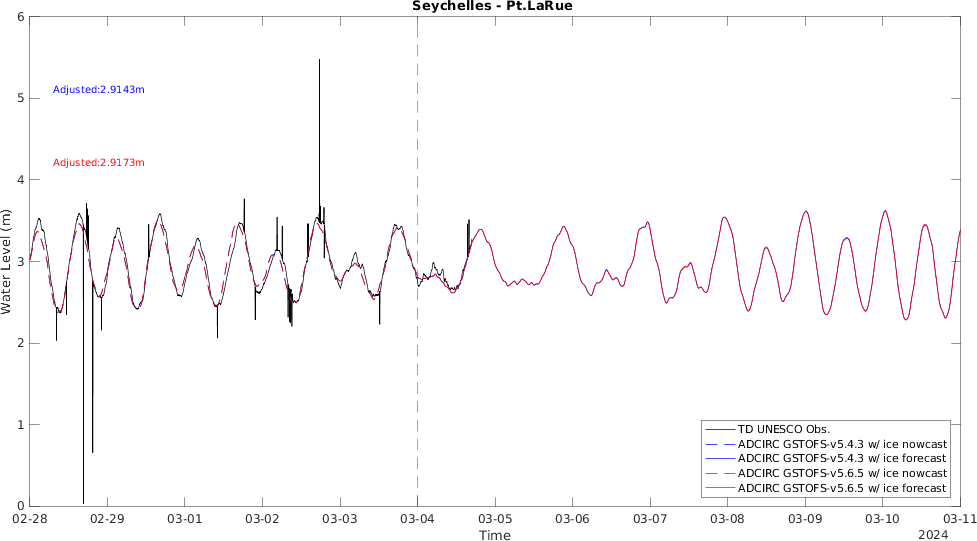 Seychelles - Pt.LaRue
6
5
4
3
2
1
0
Water Level (m)
Adjusted:2.9143m
Adjusted:2.9173m
TD UNESCO Obs.
ADCIRC GSTOFS-v5.4.3 w/ ice nowcast
ADCIRC GSTOFS-v5.4.3 w/ ice forecast
ADCIRC GSTOFS-v5.6.5 w/ ice nowcast
ADCIRC GSTOFS-v5.6.5 w/ ice forecast
02-28 02-29 03-01 03-02 03-03 03-04 03-05 03-06 03-07 03-08 03-09 03-10 03-11
Time 2024